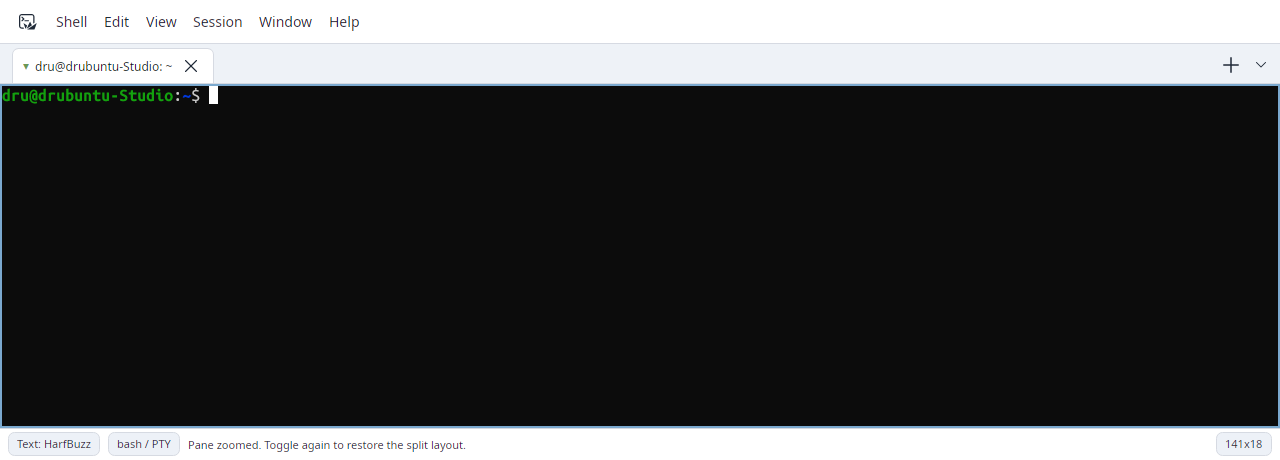 Shell Edit View Session Window Help
▾ dru@drubuntu-Studio: ~
dru@drubuntu-Studio:~$
Text: HarfBuzz bash / PTY Pane zoomed. Toggle again to restore the split layout. 141x18